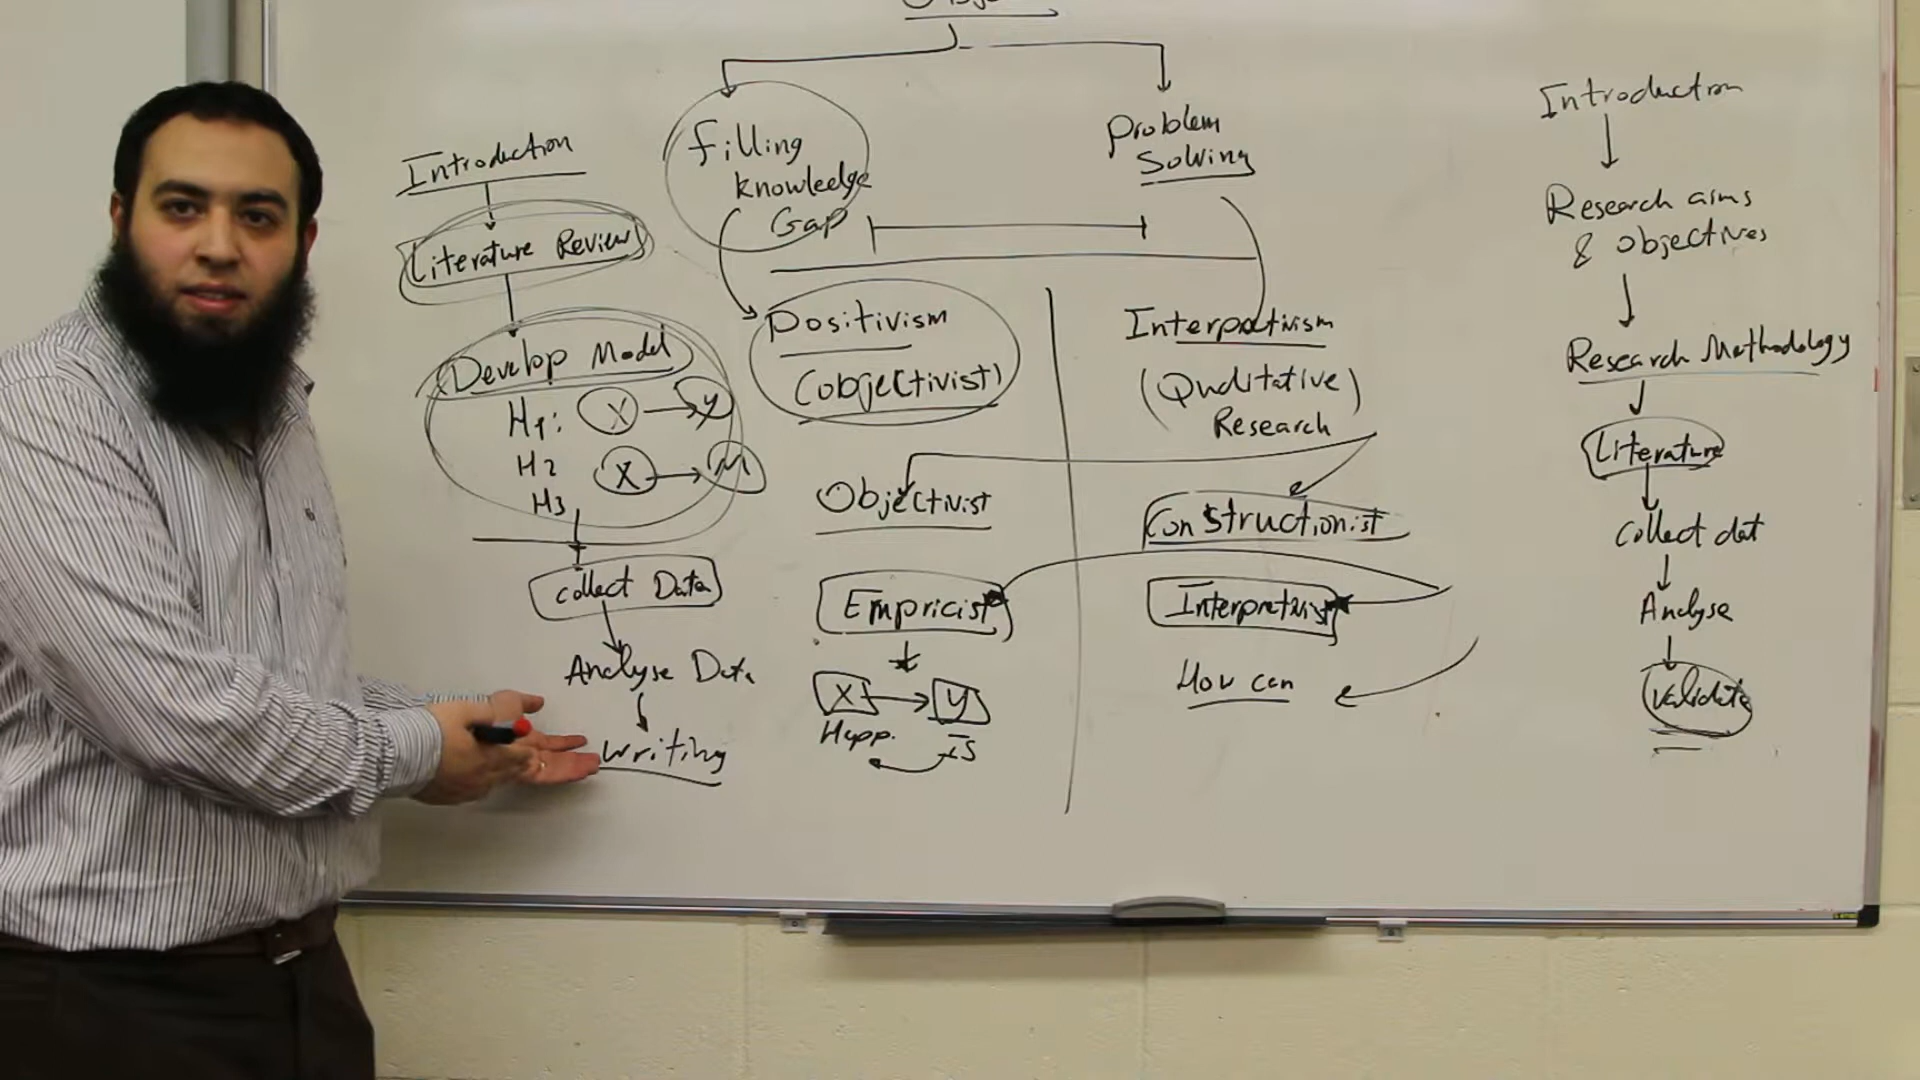 Introduction
Literature Review
Develop Model
H1: X → Y
H2 X → M
H3
Collect Data
Analyse Data
Writing
filling
knowledge
Gap
Problem
Solving
Positivism
(objectivist)
Interpretivism
(Qualitative)
Research
Objectivist
Constructionist
Empricist
Interpretivist
X → Y
Happ. IS
How can
Introduction
Research aims
& objectives
Research Methodology
Literature
Collect dat
Analyse
Validate